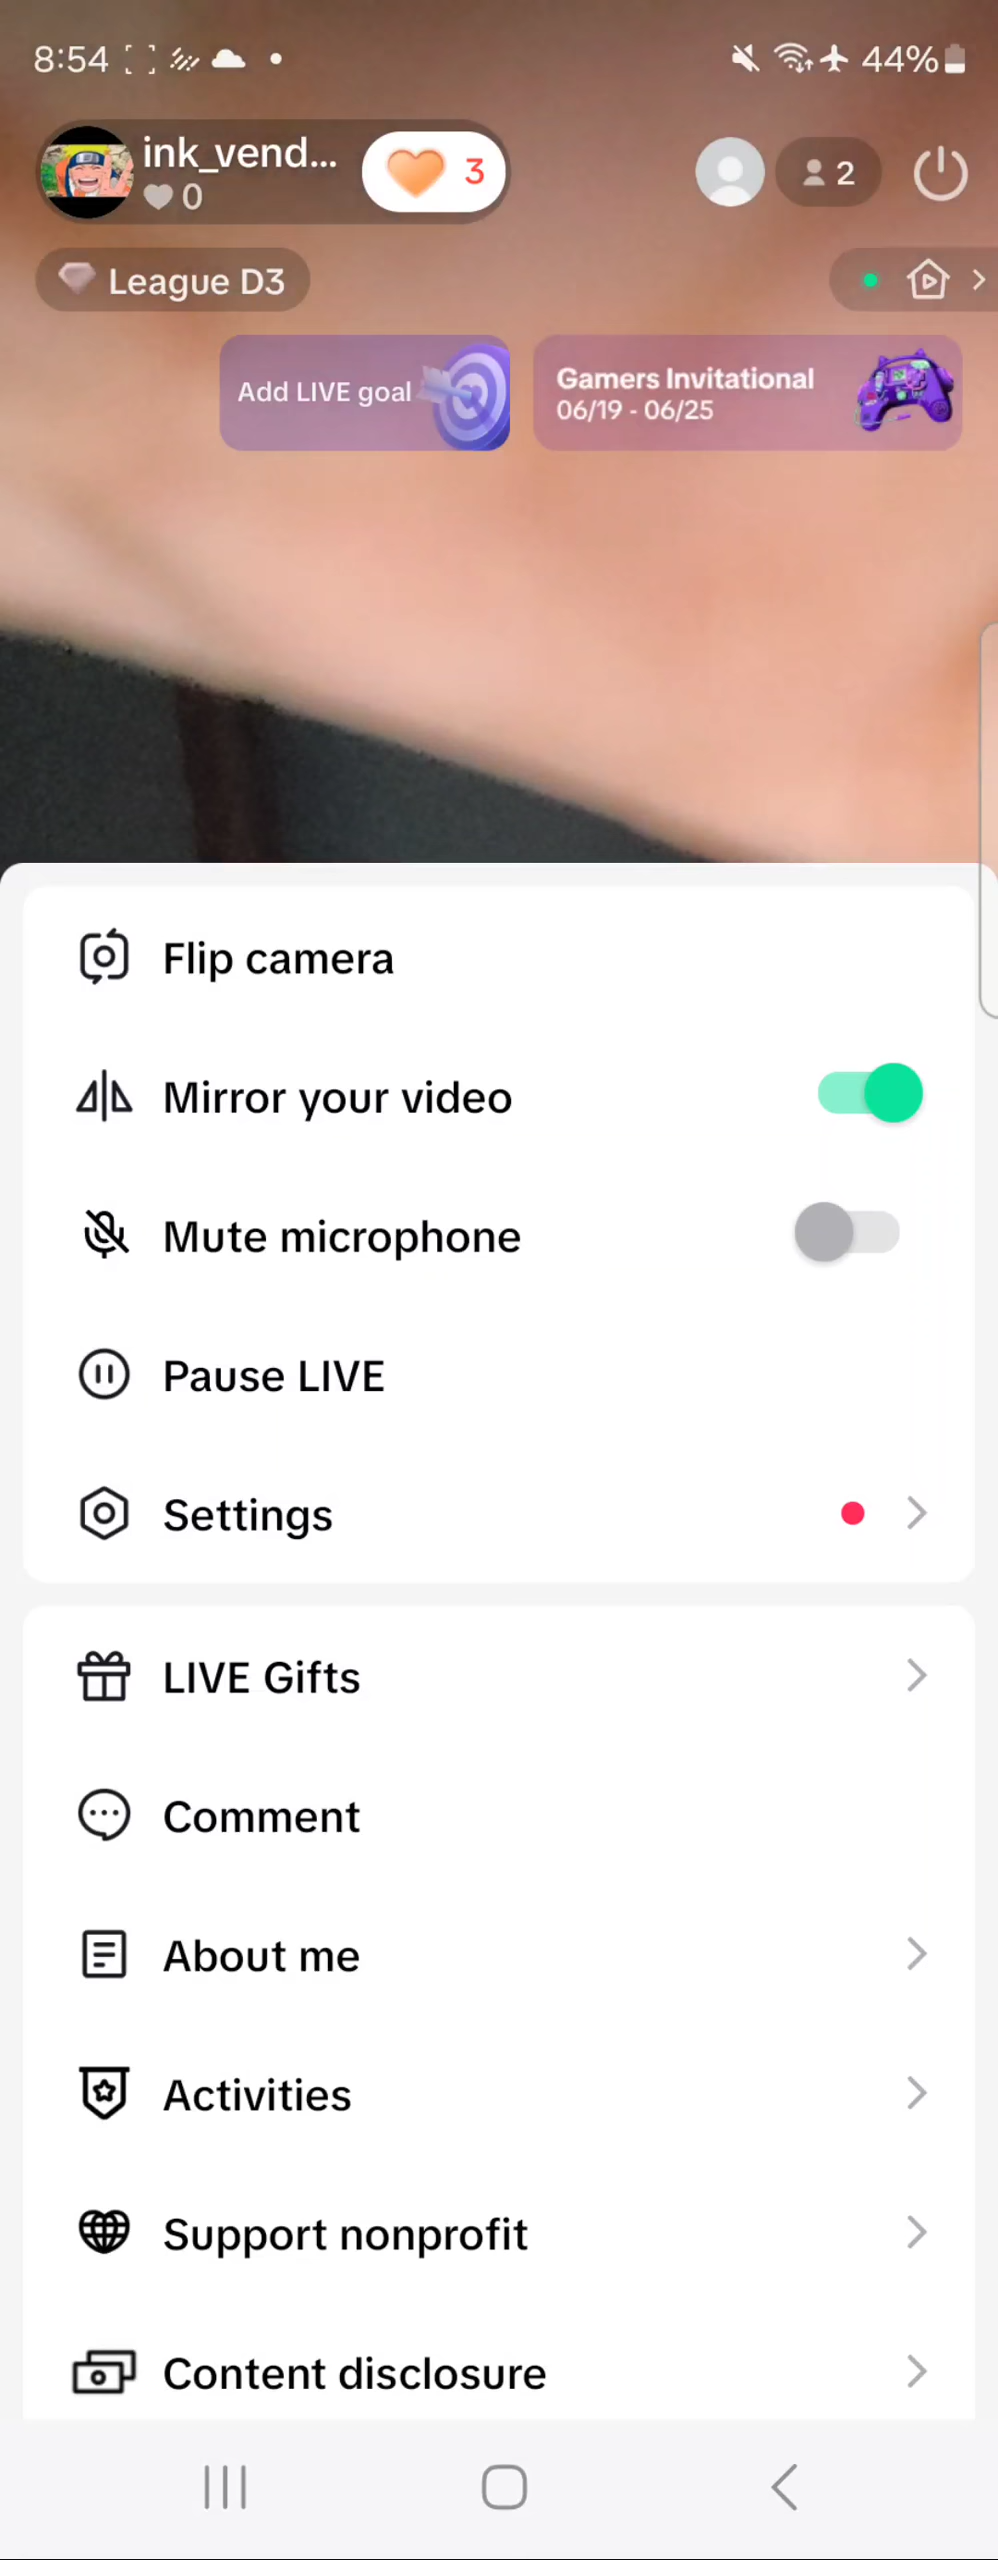 8:54
44%
ink_vend...
3
0
2
League D3
Add LIVE goal
Gamers Invitational
06/19 - 06/25
Flip camera
Mirror your video
Mute microphone
Pause LIVE
Settings
LIVE Gifts
Comment
About me
Activities
Support nonprofit
Content disclosure